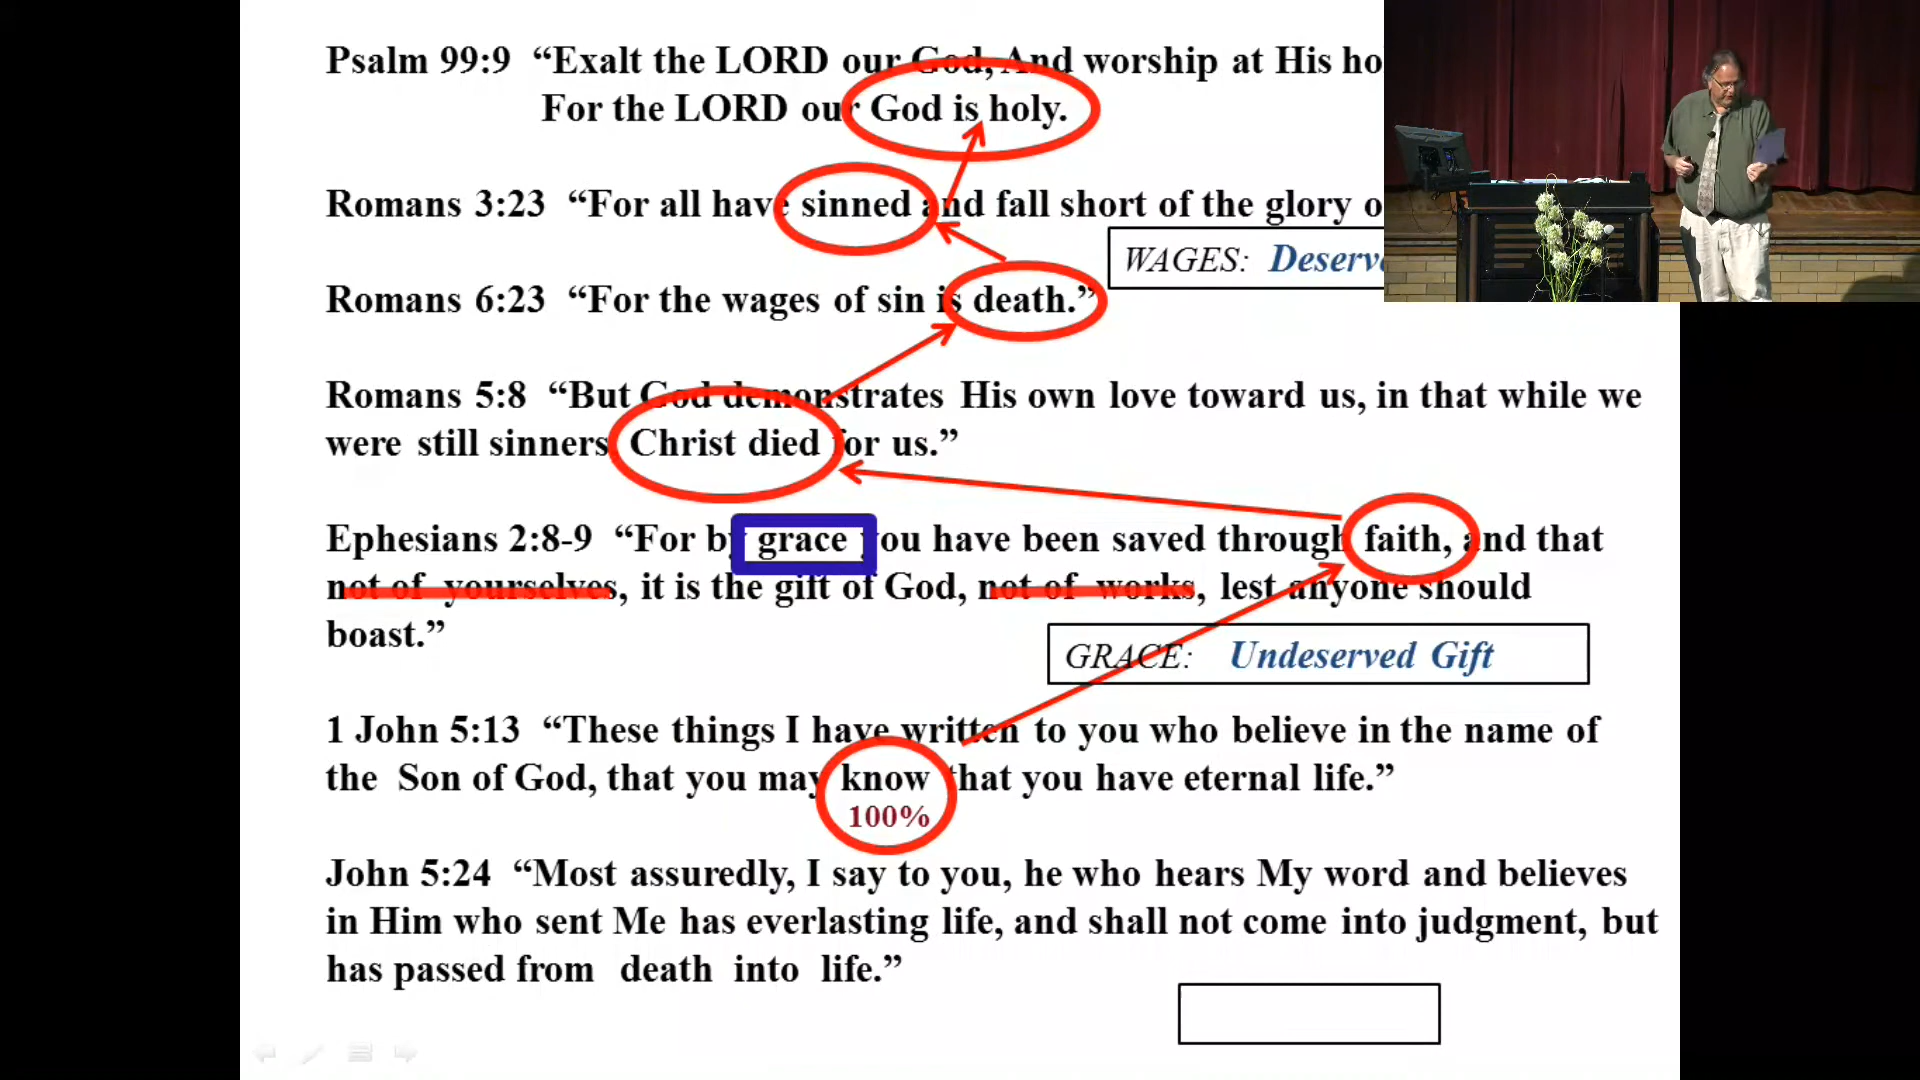 Psalm 99:9 “Exalt the LORD our God, And worship at His
For the LORD our God is holy.
Romans 3:23 “For all have sinned and fall short of the glory
WAGES:
Romans 6:23 “For the wages of sin is death.”
Romans 5:8 “But God demonstrates His own love toward us, in that while we
were still sinners Christ died for us.”
Ephesians 2:8-9 “For by grace you have been saved through faith, and that
not of yourselves, it is the gift of God, not of works, lest anyone should
boast.”
GRACE: Undeserved Gift
1 John 5:13 “These things I have written to you who believe in the name of
the Son of God, that you may know that you have eternal life.”
100%
John 5:24 “Most assuredly, I say to you, he who hears My word and believes
in Him who sent Me has everlasting life, and shall not come into judgment, but
has passed from death into life.”